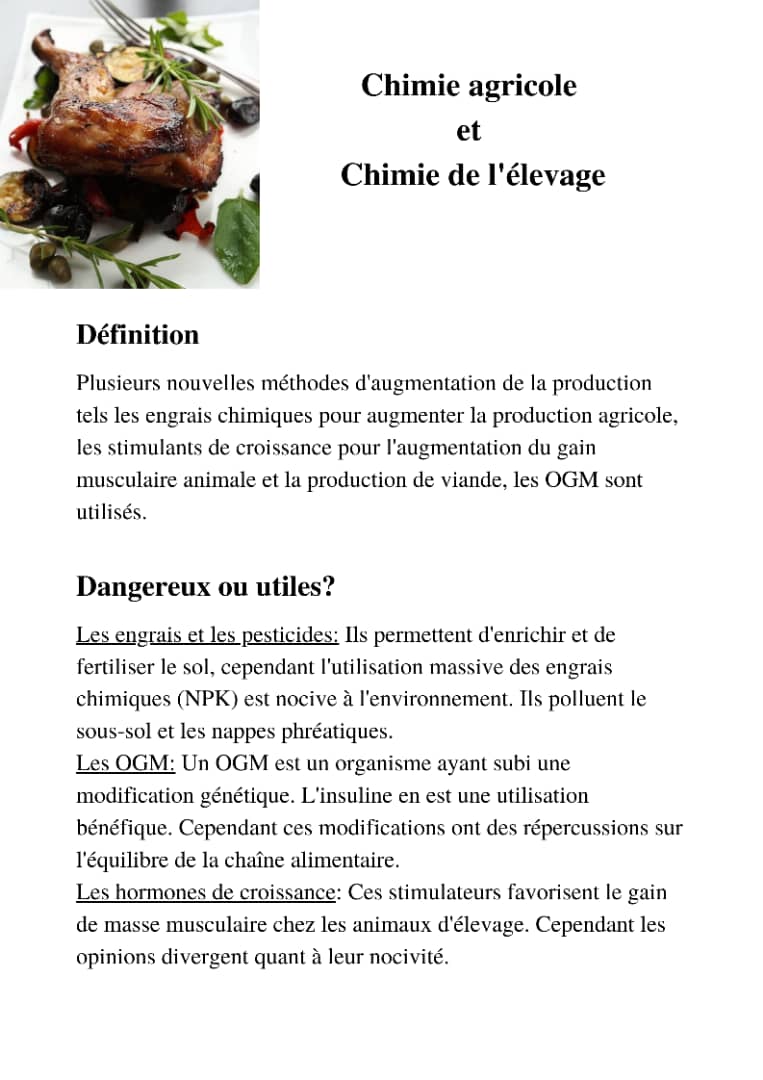 Chimie agricole
et
Chimie de l'élevage
Définition
Plusieurs nouvelles méthodes d'augmentation de la production
tels les engrais chimiques pour augmenter la production agricole,
les stimulants de croissance pour l'augmentation du gain
musculaire animale et la production de viande, les OGM sont
utilisés.
Dangereux ou utiles?
Les engrais et les pesticides: Ils permettent d'enrichir et de
fertiliser le sol, cependant l'utilisation massive des engrais
chimiques (NPK) est nocive à l'environnement. Ils polluent le
sous-sol et les nappes phréatiques.
Les OGM: Un OGM est un organisme ayant subi une
modification génétique. L'insuline en est une utilisation
bénéfique. Cependant ces modifications ont des répercussions sur
l'équilibre de la chaîne alimentaire.
Les hormones de croissance: Ces stimulateurs favorisent le gain
de masse musculaire chez les animaux d'élevage. Cependant les
opinions divergent quant à leur nocivité.